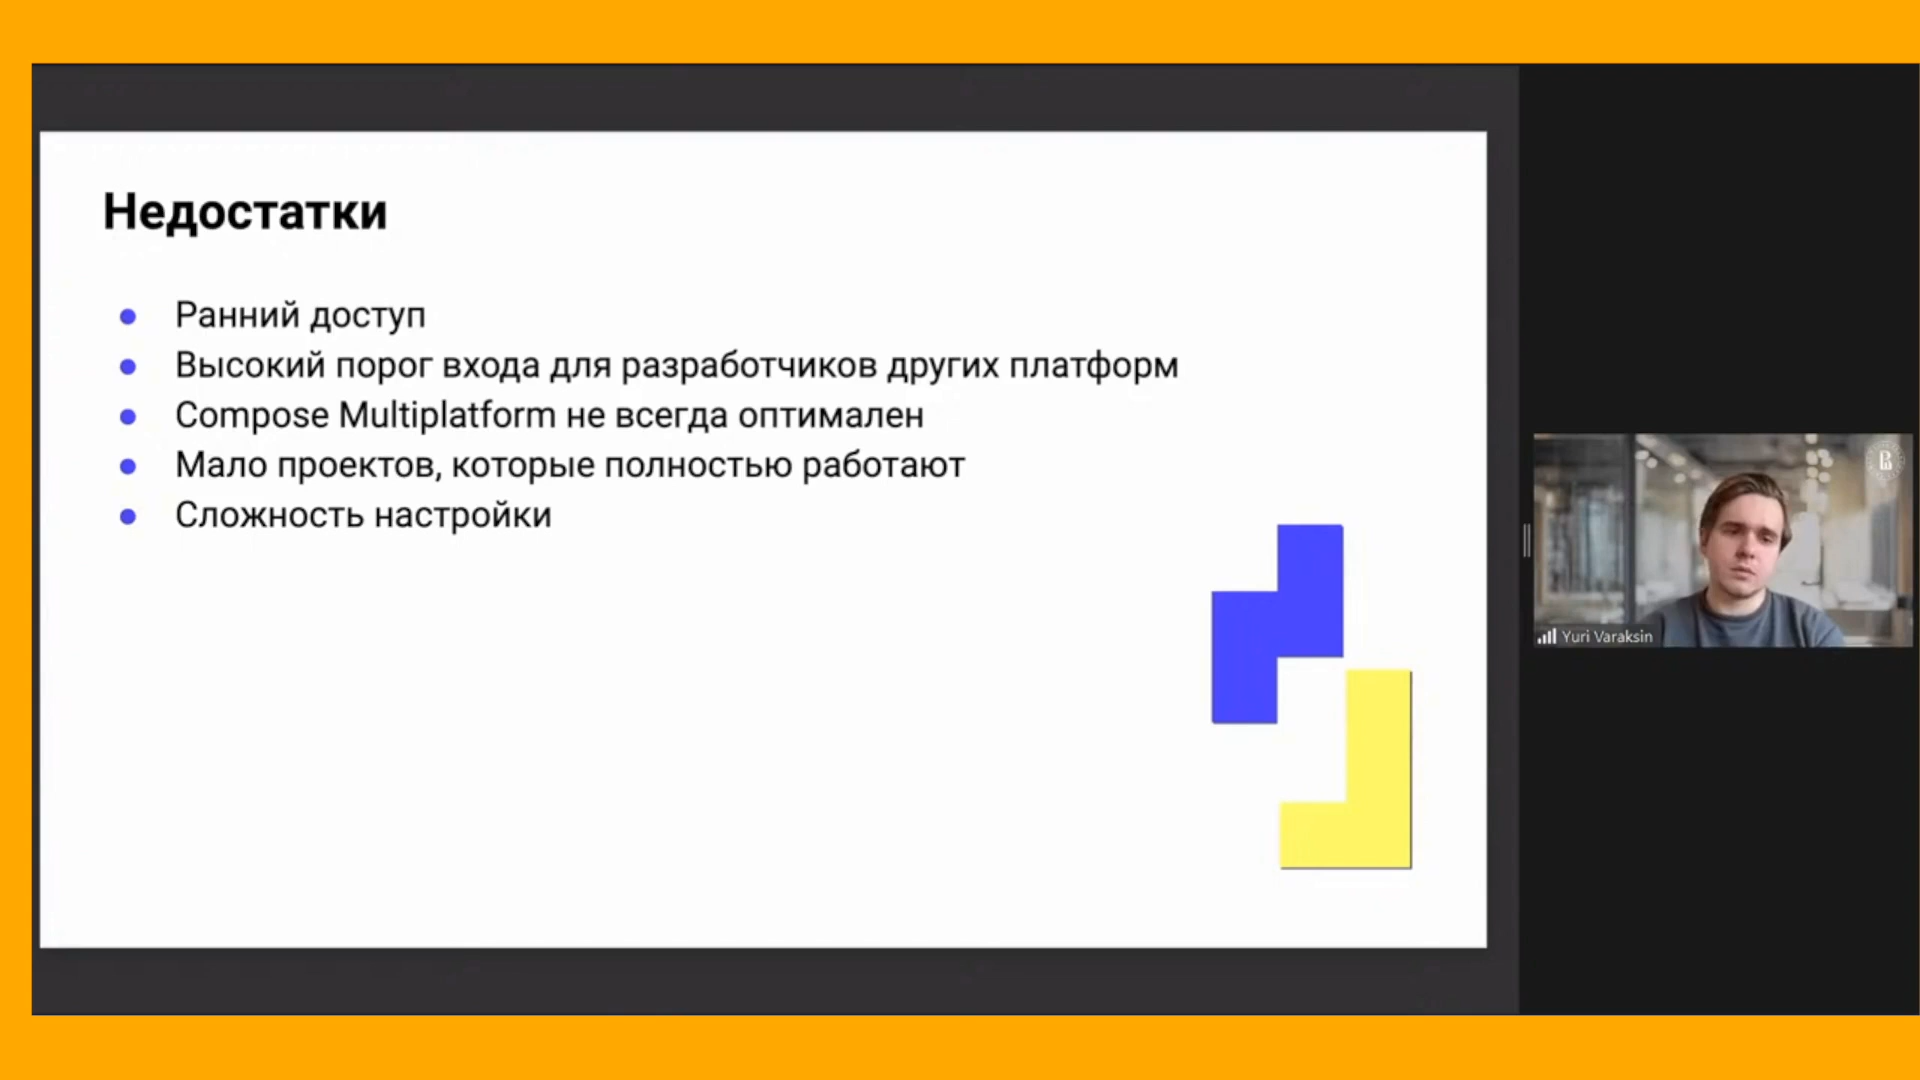 Недостатки
Ранний доступ
Высокий порог входа для разработчиков других платформ
Compose Multiplatform не всегда оптимален
Мало проектов, которые полностью работают
Сложность настройки
Yuri Varaksin